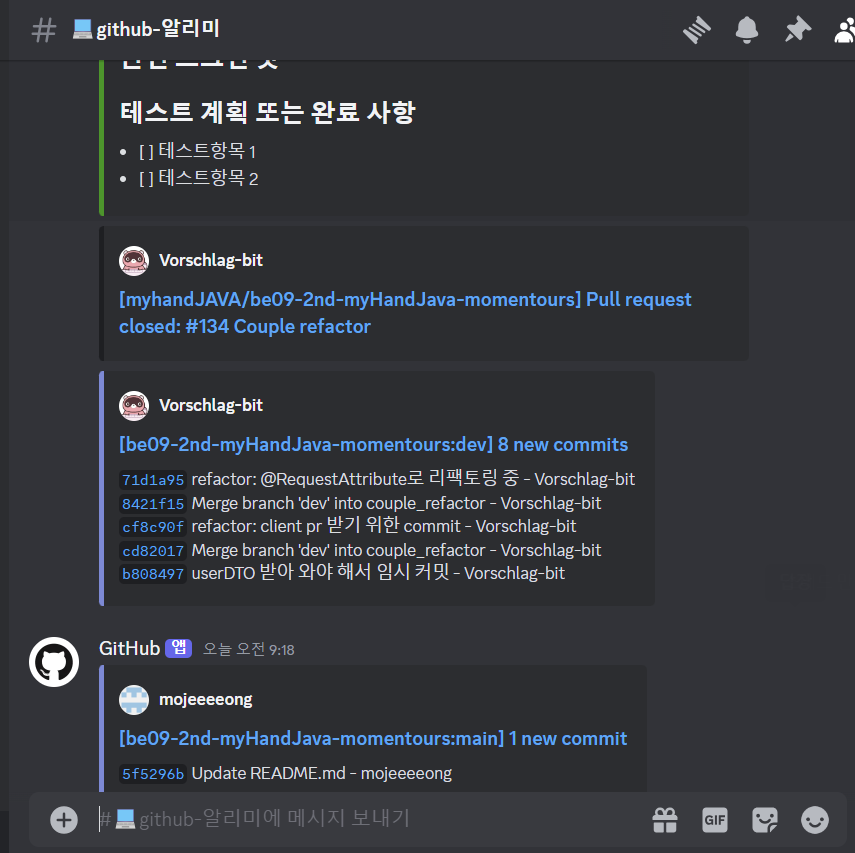 # 💻github-알리미
테스트 계획 또는 완료 사항
• [ ] 테스트항목 1
• [ ] 테스트항목 2
Vorschlag-bit
[myhandJAVA/be09-2nd-myHandJava-momentours] Pull request
closed: #134 Couple refactor
Vorschlag-bit
[be09-2nd-myHandJava-momentours:dev] 8 new commits
71d1a95 refactor: @RequestAttribute로 리팩토링 중 - Vorschlag-bit
8421f15 Merge branch 'dev' into couple_refactor - Vorschlag-bit
cf8c90f refactor: client pr 받기 위한 commit - Vorschlag-bit
cd82017 Merge branch 'dev' into couple_refactor - Vorschlag-bit
b808497 userDTO 받아 와야 해서 임시 커밋 - Vorschlag-bit
GitHub 앱 오늘 오전 9:18
mojeeeeong
[be09-2nd-myHandJava-momentours:main] 1 new commit
5f5296b Update README.md - mojeeeeong
#💻github-알리미에 메시지 보내기
GIF